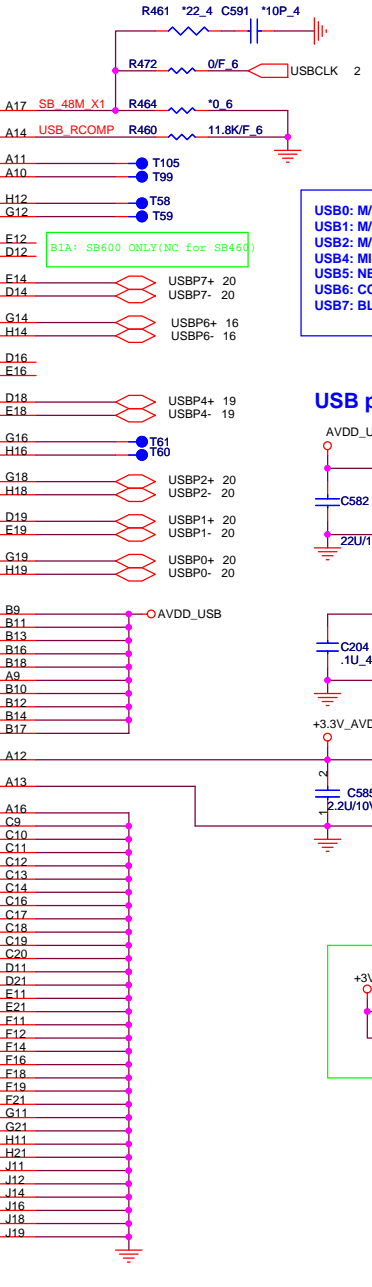 R461 *22_4 C591 *10P_4
R472 0/F_6 USBCLK 2
A17 SB_48M_X1 R464 *0_6
A14 USB_RCOMP R460 11.8K/F_6
A11 T105
A10 T99
H12 T58
G12 T59
E12
D12
B1A: SB600 ONLY(NC for SB460)
USB0: M/
USB1: M/
USB2: M/
USB4: MI
USB5: NE
USB6: CO
USB7: BL
E14 USBP7+ 20
D14 USBP7- 20
G14 USBP6+ 16
H14 USBP6- 16
D16
E16
D18 USBP4+ 19
E18 USBP4- 19
USB p
G16 T61
H16 T60
AVDD_U
G18 USBP2+ 20
H18 USBP2- 20
C582
22U/1
D19 USBP1+ 20
E19 USBP1- 20
G19 USBP0+ 20
H19 USBP0- 20
B9 AVDD_USB
B11
B13
B16
B18
A9
B10
B12
B14
B17
C204
.1U_4
+3.3V_AVD
A12
A13
2
C585
2.2U/10V
1
A16
C9
C10
C11
C12
C13
C14
C16
C17
C18
C19
C20
D11
D21
E11
E21
F11
F12
F14
F16
F18
F19
F21
G11
G21
H11
H21
J11
J12
J14
J16
J18
J19
+3V